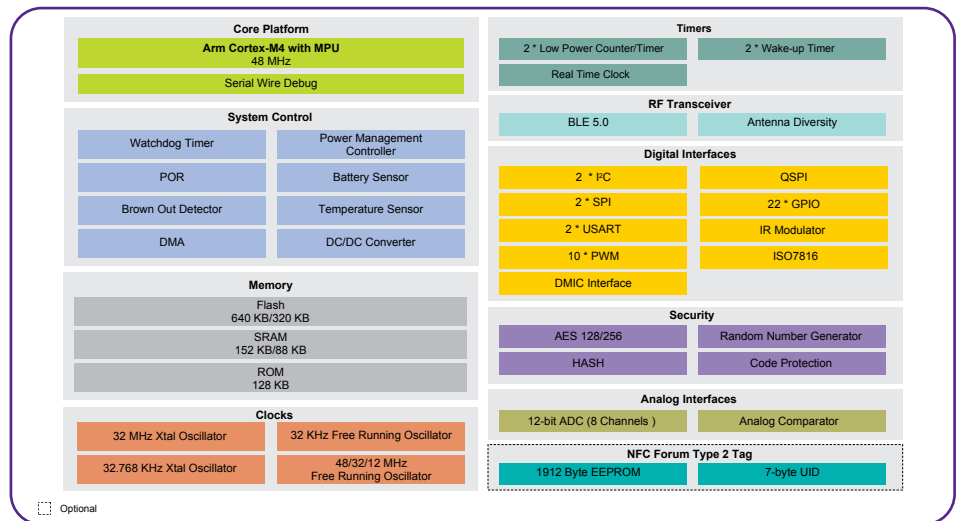 Core Platform
Arm Cortex-M4 with MPU
48 MHz
Serial Wire Debug
System Control
Watchdog Timer
Power Management
Controller
POR
Battery Sensor
Brown Out Detector
Temperature Sensor
DMA
DC/DC Converter
Memory
Flash
640 KB/320 KB
SRAM
152 KB/88 KB
ROM
128 KB
Clocks
32 MHz Xtal Oscillator
32 KHz Free Running Oscillator
32.768 KHz Xtal Oscillator
48/32/12 MHz
Free Running Oscillator
Timers
2 * Low Power Counter/Timer
2 * Wake-up Timer
Real Time Clock
RF Transceiver
BLE 5.0
Antenna Diversity
Digital Interfaces
2 * I²C
QSPI
2 * SPI
22 * GPIO
2 * USART
IR Modulator
10 * PWM
ISO7816
DMIC Interface
Security
AES 128/256
Random Number Generator
HASH
Code Protection
Analog Interfaces
12-bit ADC (8 Channels )
Analog Comparator
NFC Forum Type 2 Tag
1912 Byte EEPROM
7-byte UID
Optional